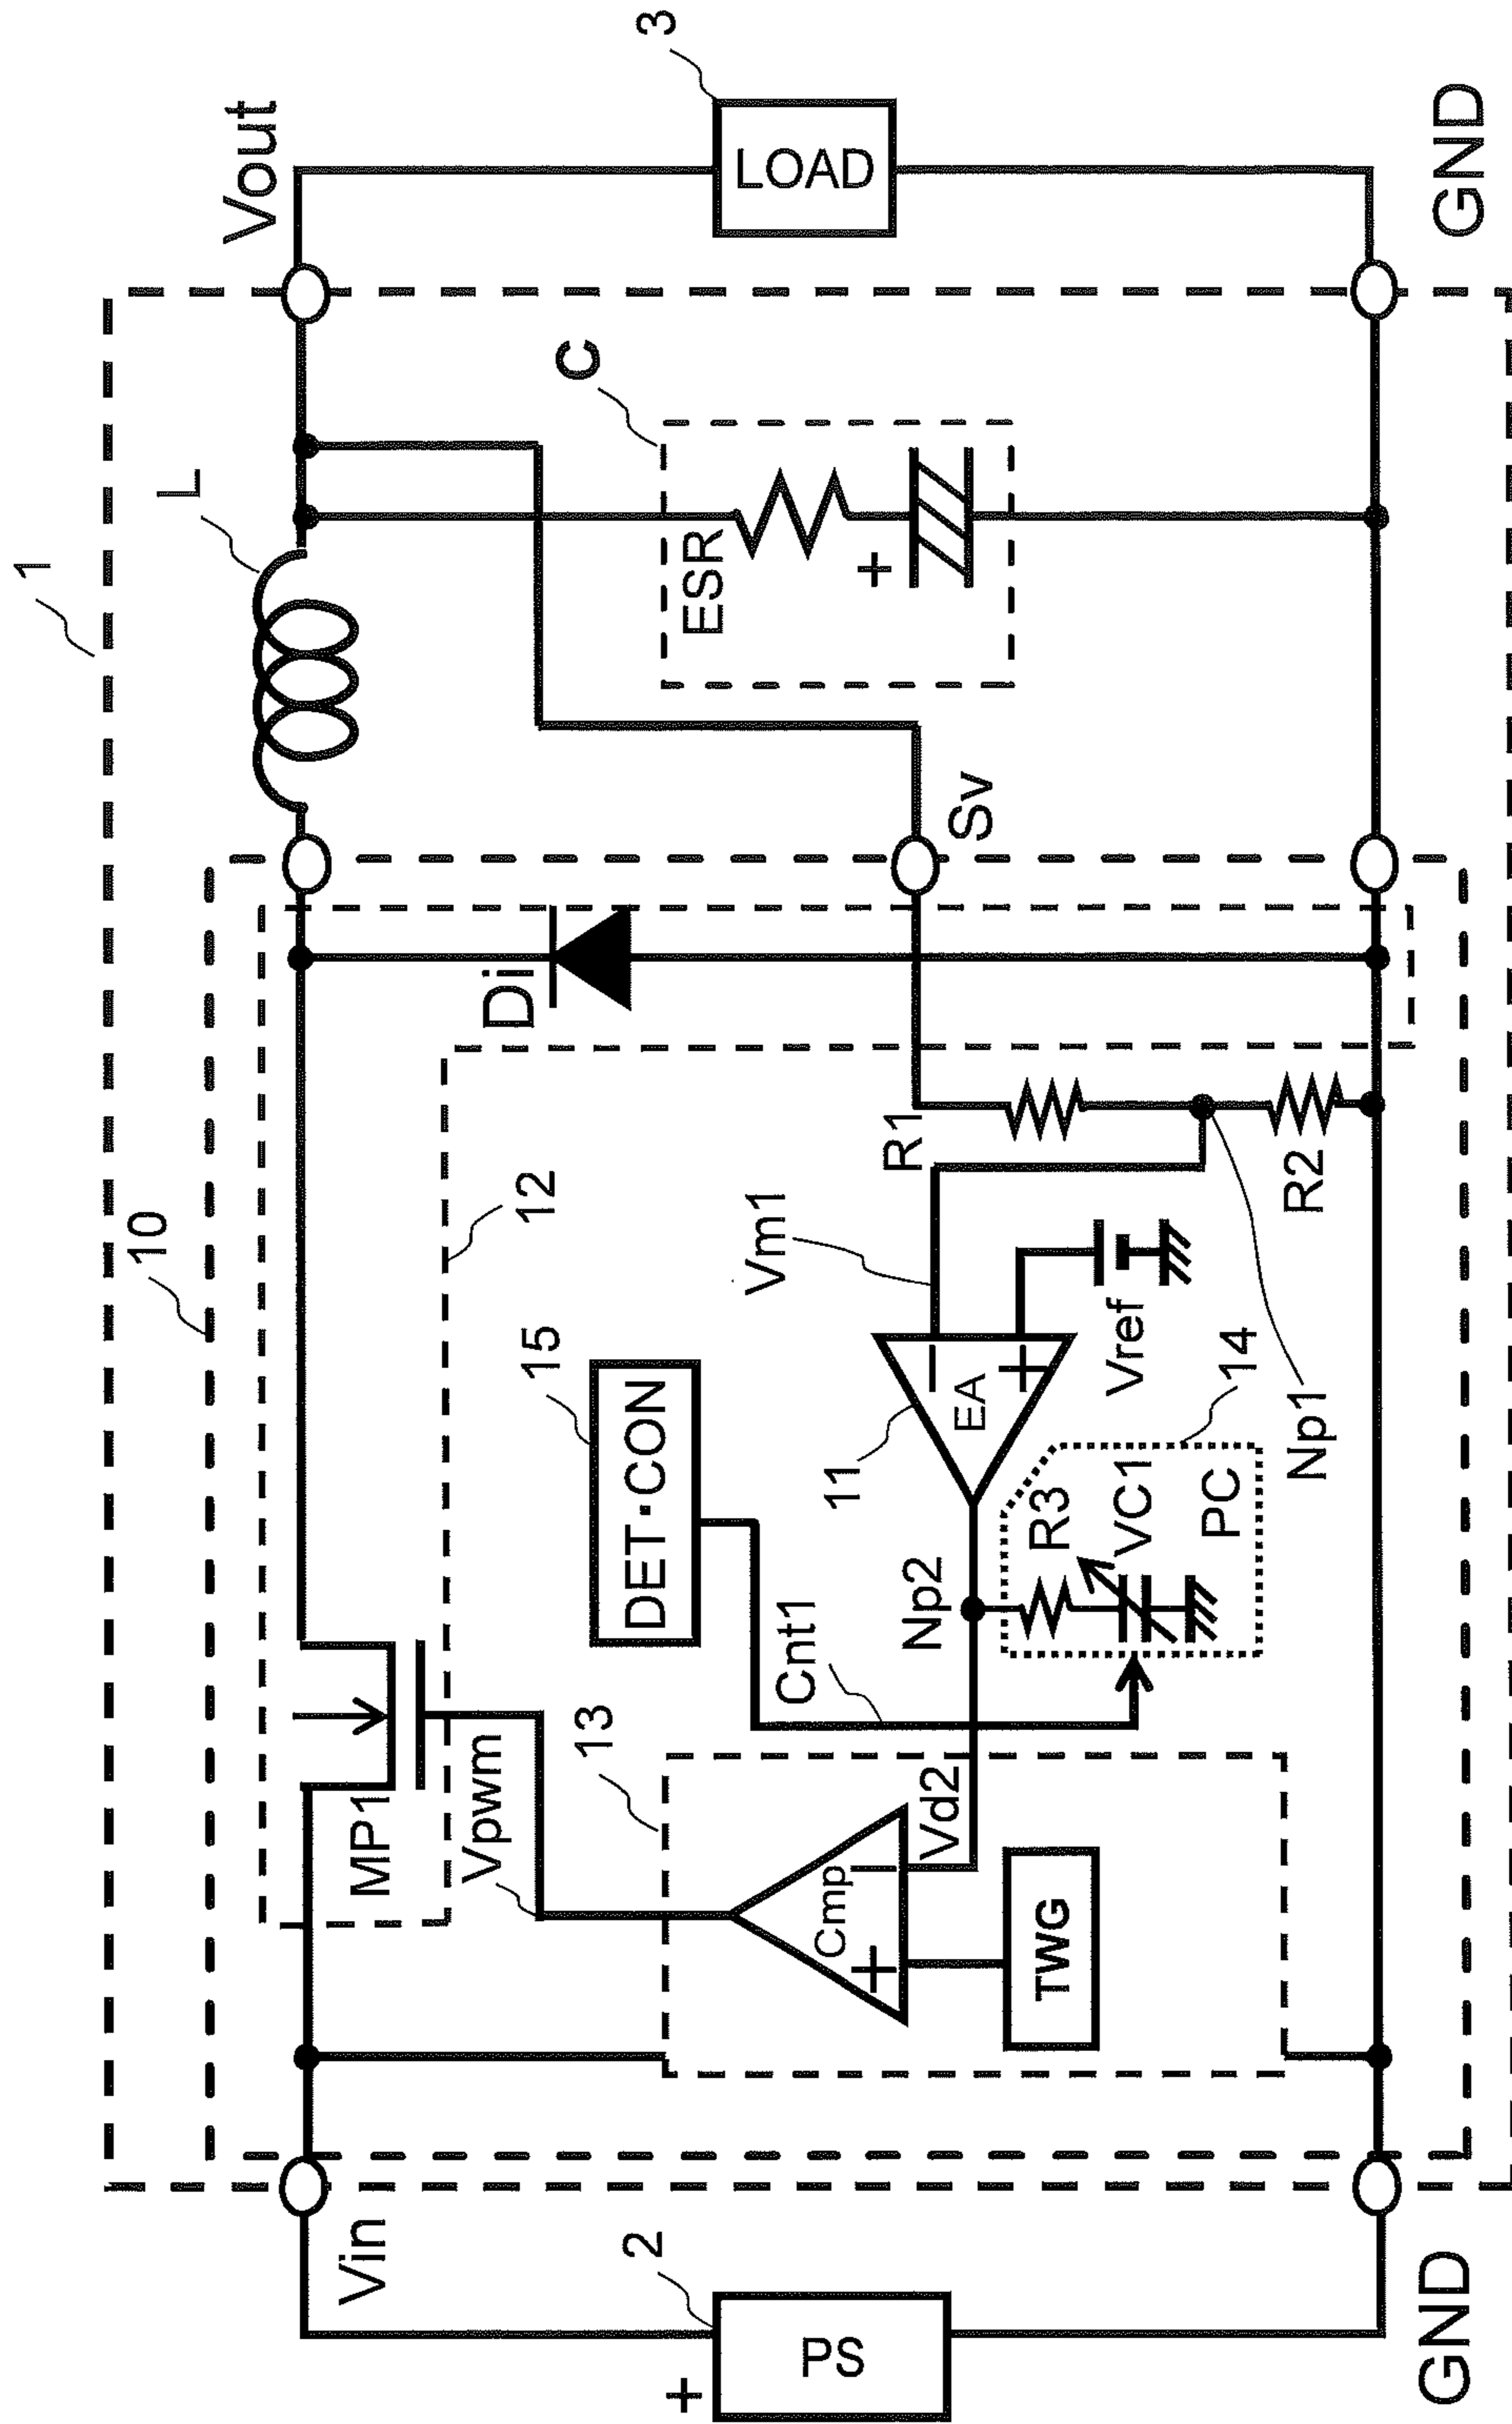 1
10
L
Vout
3
LOAD
GND
C
ESR
+
Sv
Di
12
R1
R2
Vm1
Vref
Np1
15
DET·CON
11
EA
−
+
14
R3
VC1
PC
Np2
Cnt1
13
MP1
Vpwm
Vd2
Cmp
+
−
TWG
Vin
2
+
PS
GND